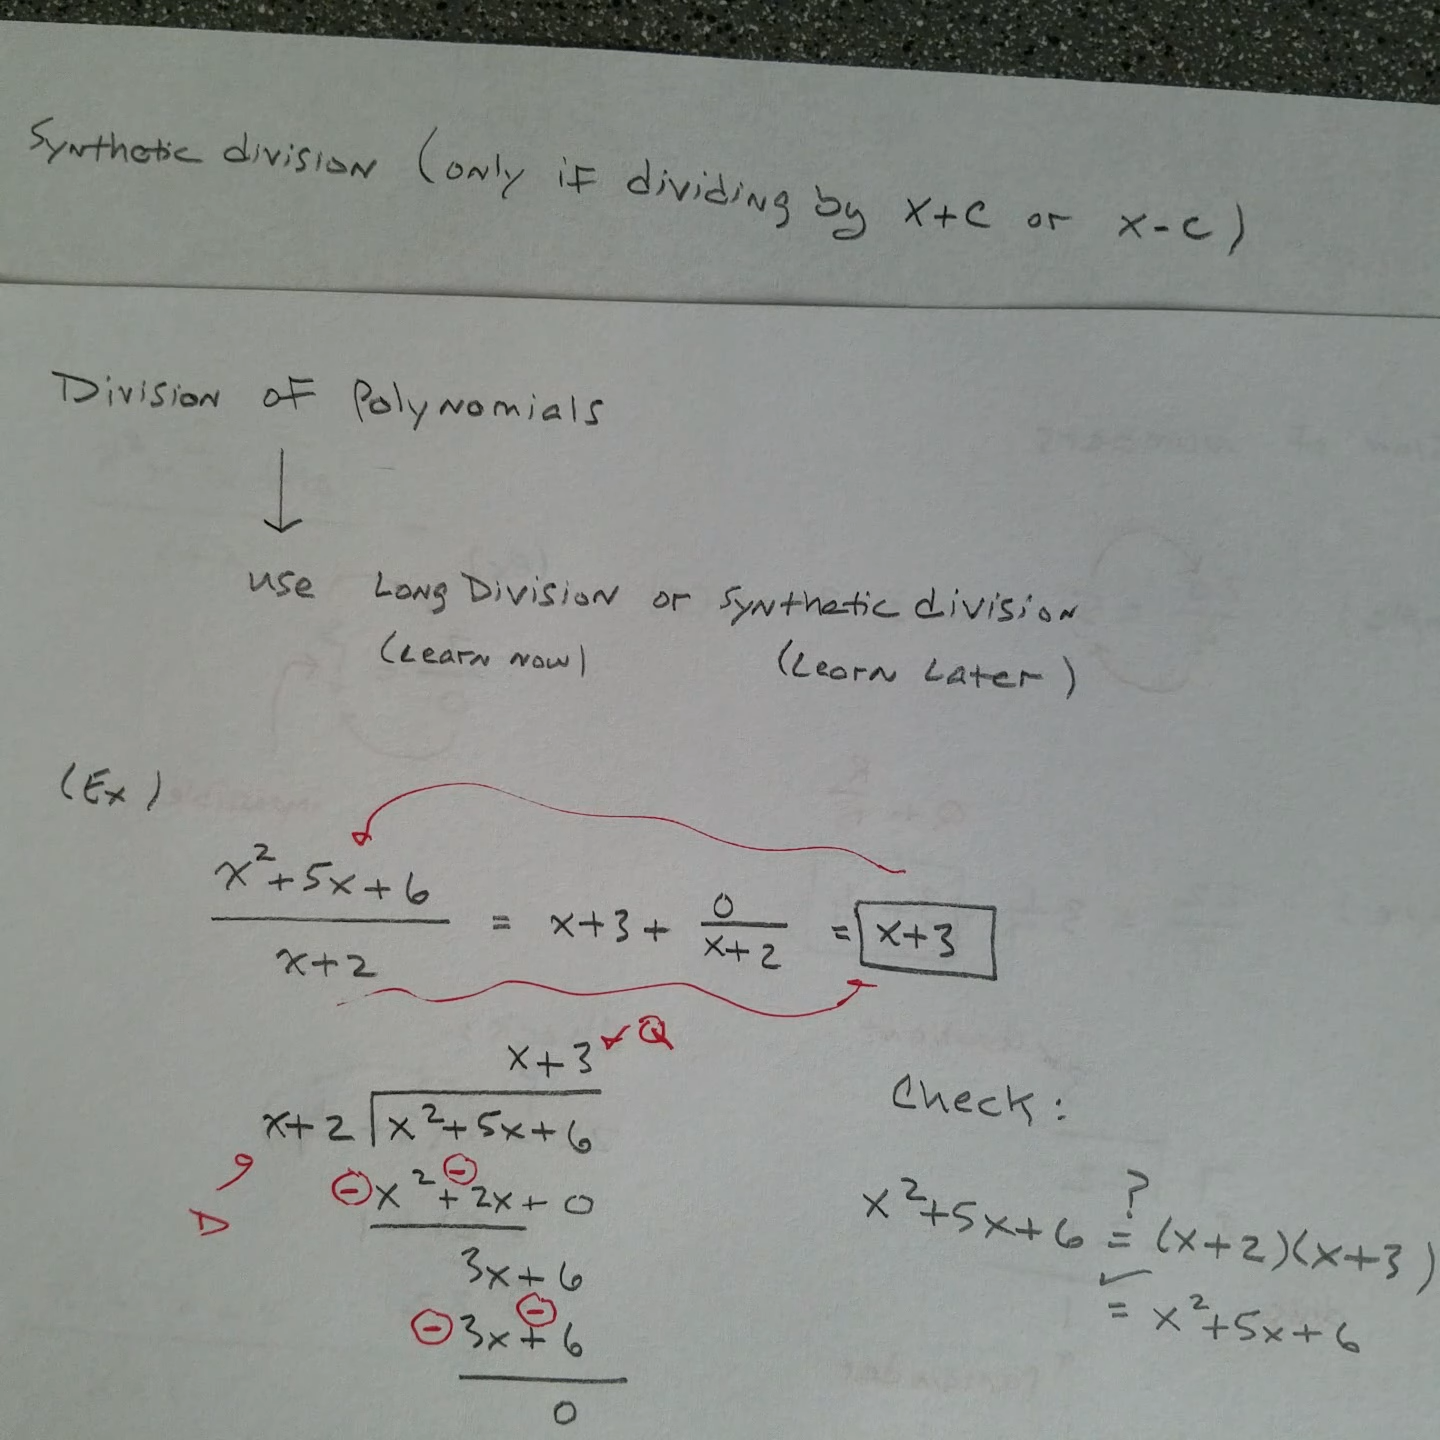 Synthetic division (only if dividing by x+c or x-c)
Division of Polynomials
↓
use Long Division or Synthetic division
(Learn now) (Learn Later)
(Ex)
x²+5x+6 / x+2 = x+3 + 0/x+2 = x+3
x+3 Q
x+2 x²+5x+6
D
⊖x² ⊖+2x+0
3x+6
⊖3x ⊖+6
0
Check:
x²+5x+6 ?= (x+2)(x+3)
✓= x²+5x+6